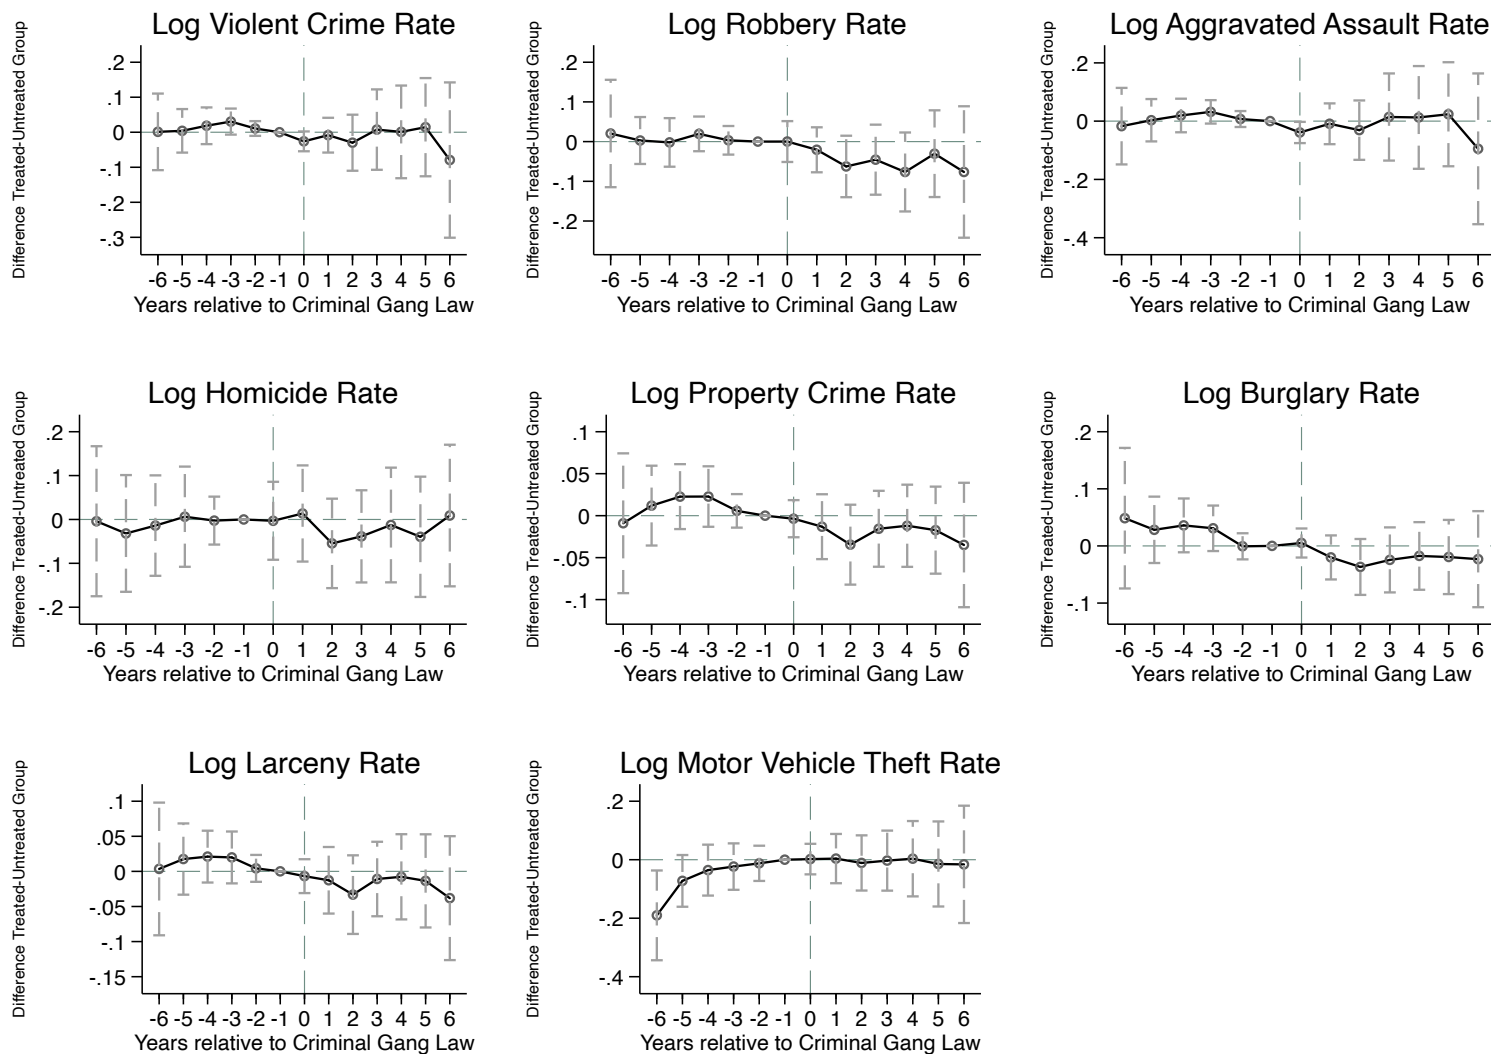 Log Violent Crime Rate
Difference Treated-Untreated Group
.2
.1
0
-.1
-.2
-.3
-6 -5 -4 -3 -2 -1 0 1 2 3 4 5 6
Years relative to Criminal Gang Law
Log Robbery Rate
Difference Treated-Untreated Group
.2
.1
0
-.1
-.2
-6 -5 -4 -3 -2 -1 0 1 2 3 4 5 6
Years relative to Criminal Gang Law
Log Aggravated Assault Rate
Difference Treated-Untreated Group
.2
0
-.2
-.4
-6 -5 -4 -3 -2 -1 0 1 2 3 4 5 6
Years relative to Criminal Gang Law
Log Homicide Rate
Difference Treated-Untreated Group
.2
.1
0
-.1
-.2
-6 -5 -4 -3 -2 -1 0 1 2 3 4 5 6
Years relative to Criminal Gang Law
Log Property Crime Rate
Difference Treated-Untreated Group
.1
.05
0
-.05
-.1
-6 -5 -4 -3 -2 -1 0 1 2 3 4 5 6
Years relative to Criminal Gang Law
Log Burglary Rate
Difference Treated-Untreated Group
.2
.1
0
-.1
-6 -5 -4 -3 -2 -1 0 1 2 3 4 5 6
Years relative to Criminal Gang Law
Log Larceny Rate
Difference Treated-Untreated Group
.1
.05
0
-.05
-.1
-.15
-6 -5 -4 -3 -2 -1 0 1 2 3 4 5 6
Years relative to Criminal Gang Law
Log Motor Vehicle Theft Rate
Difference Treated-Untreated Group
.2
0
-.2
-.4
-6 -5 -4 -3 -2 -1 0 1 2 3 4 5 6
Years relative to Criminal Gang Law